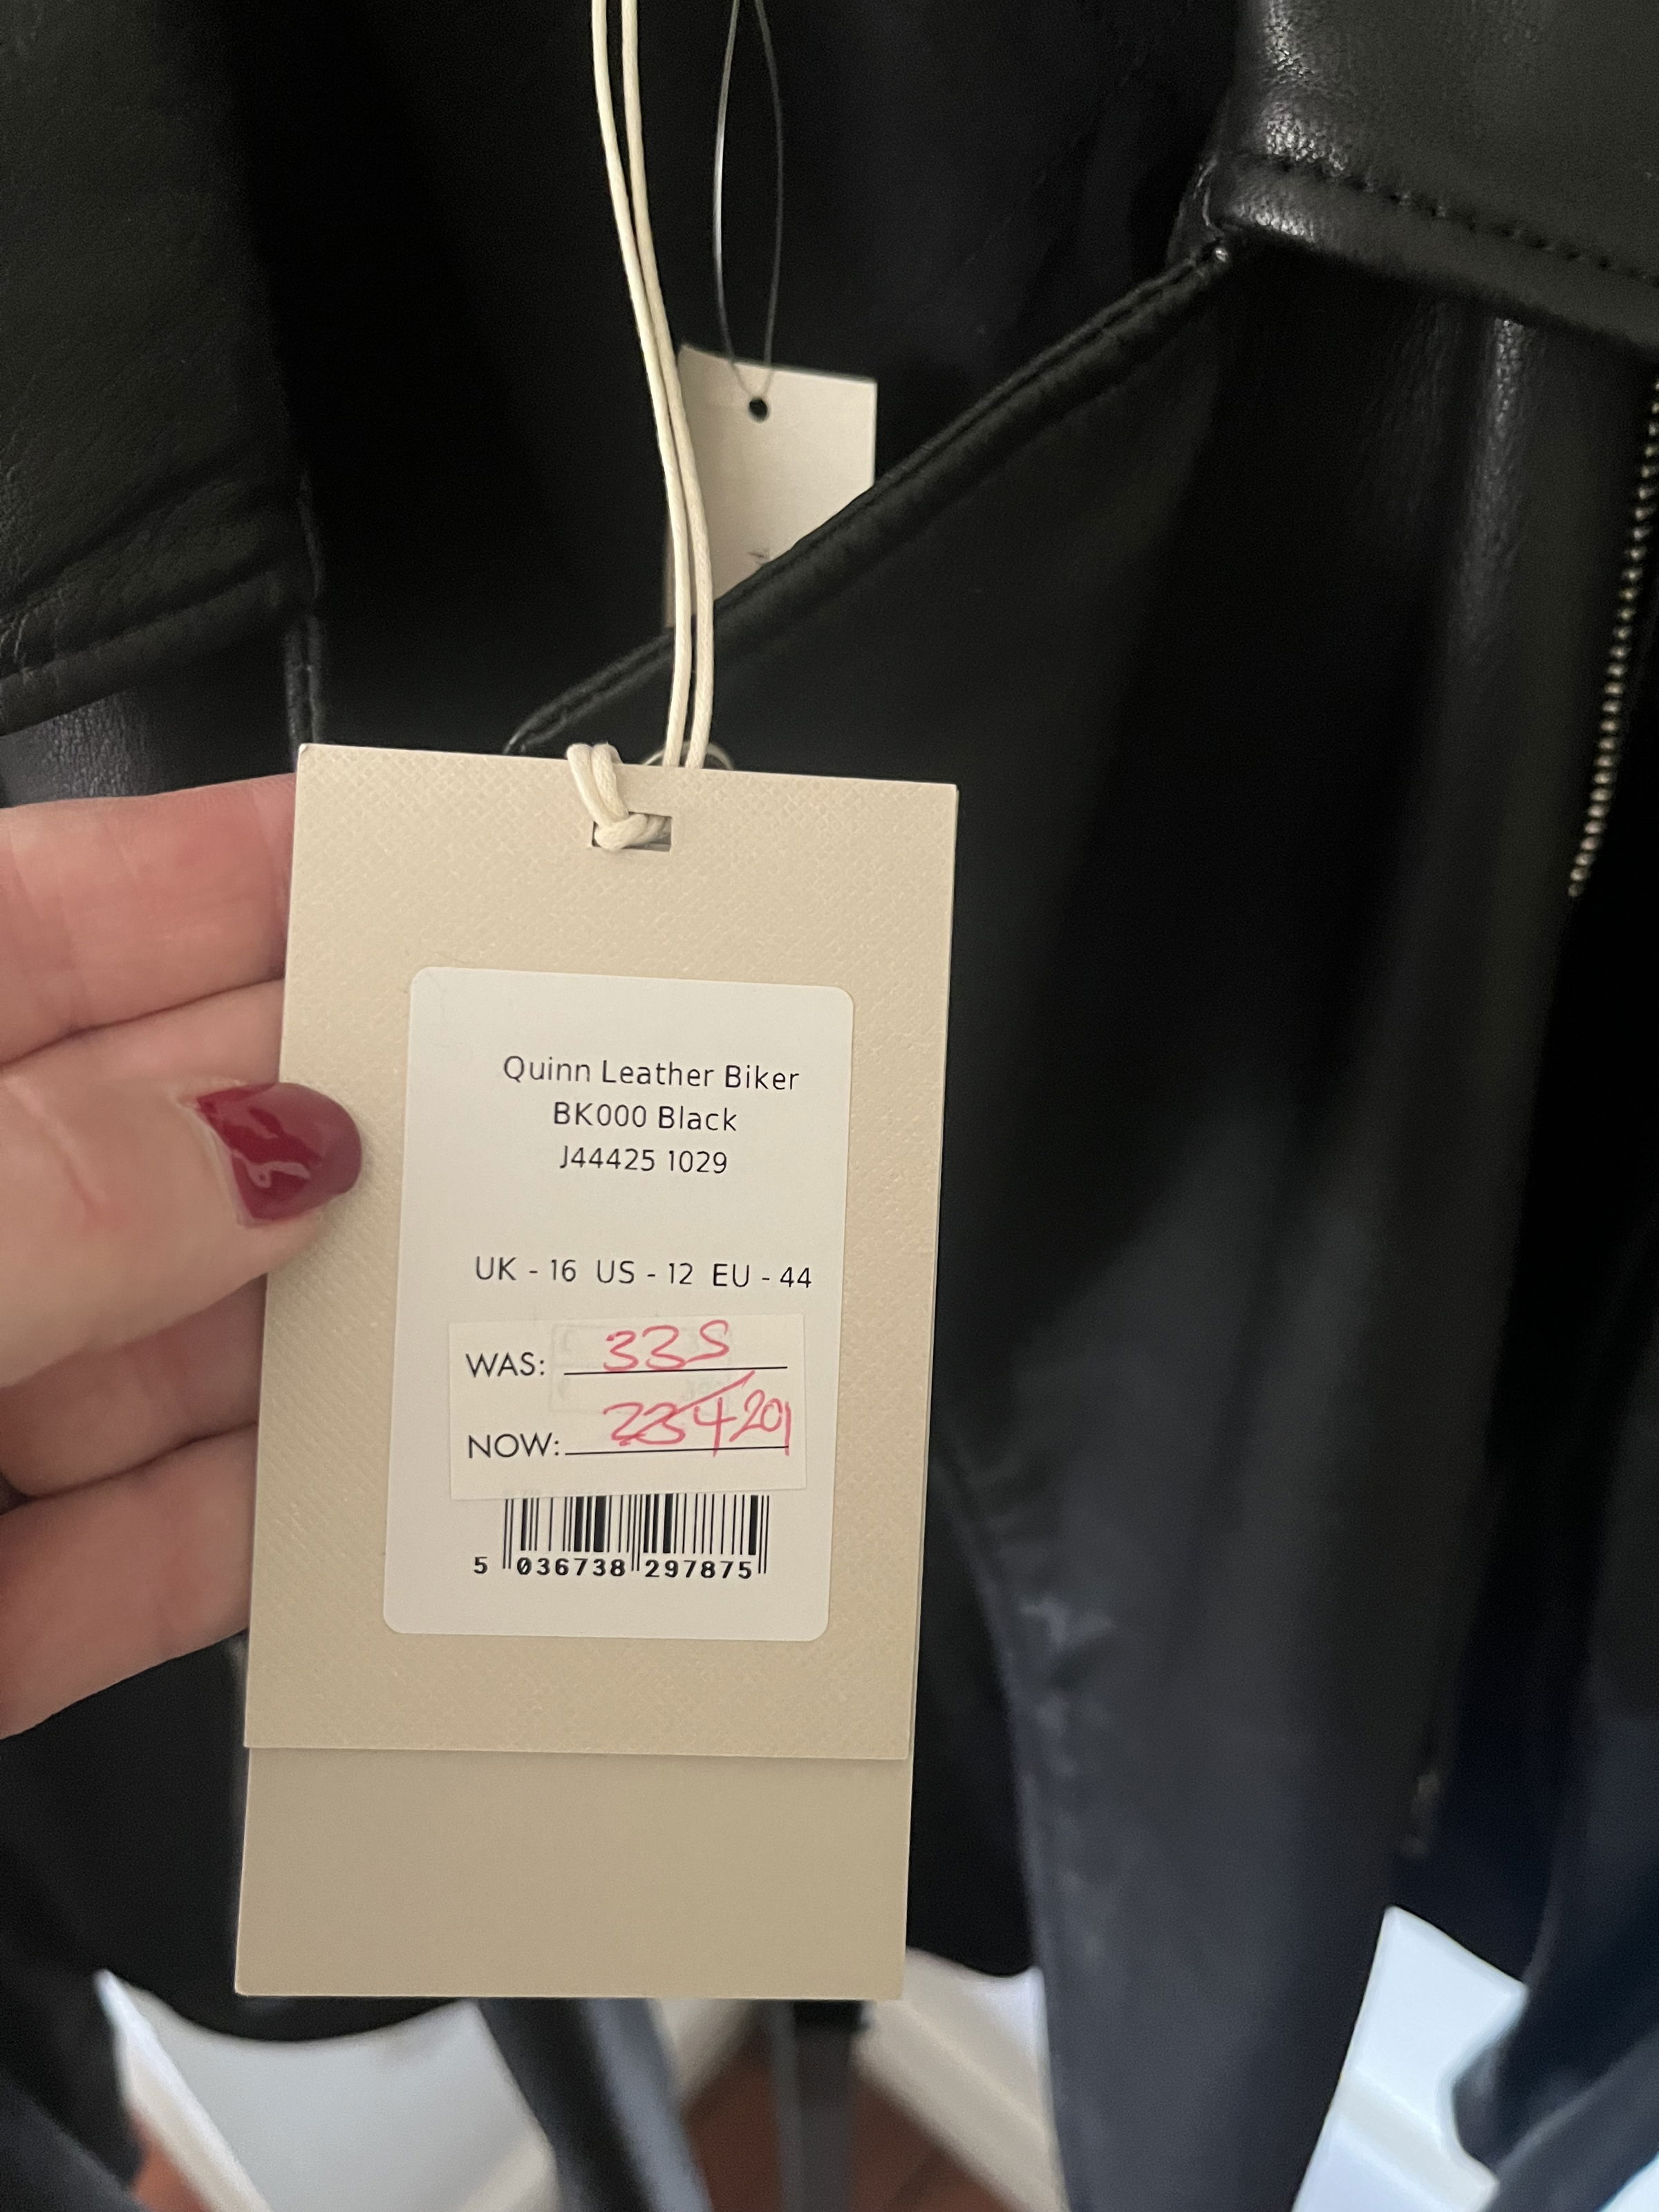 Quinn Leather Biker
BK000 Black
J44425 1029
UK - 16 US - 12 EU - 44
WAS: 335
NOW: 234 201
5 036738 297875